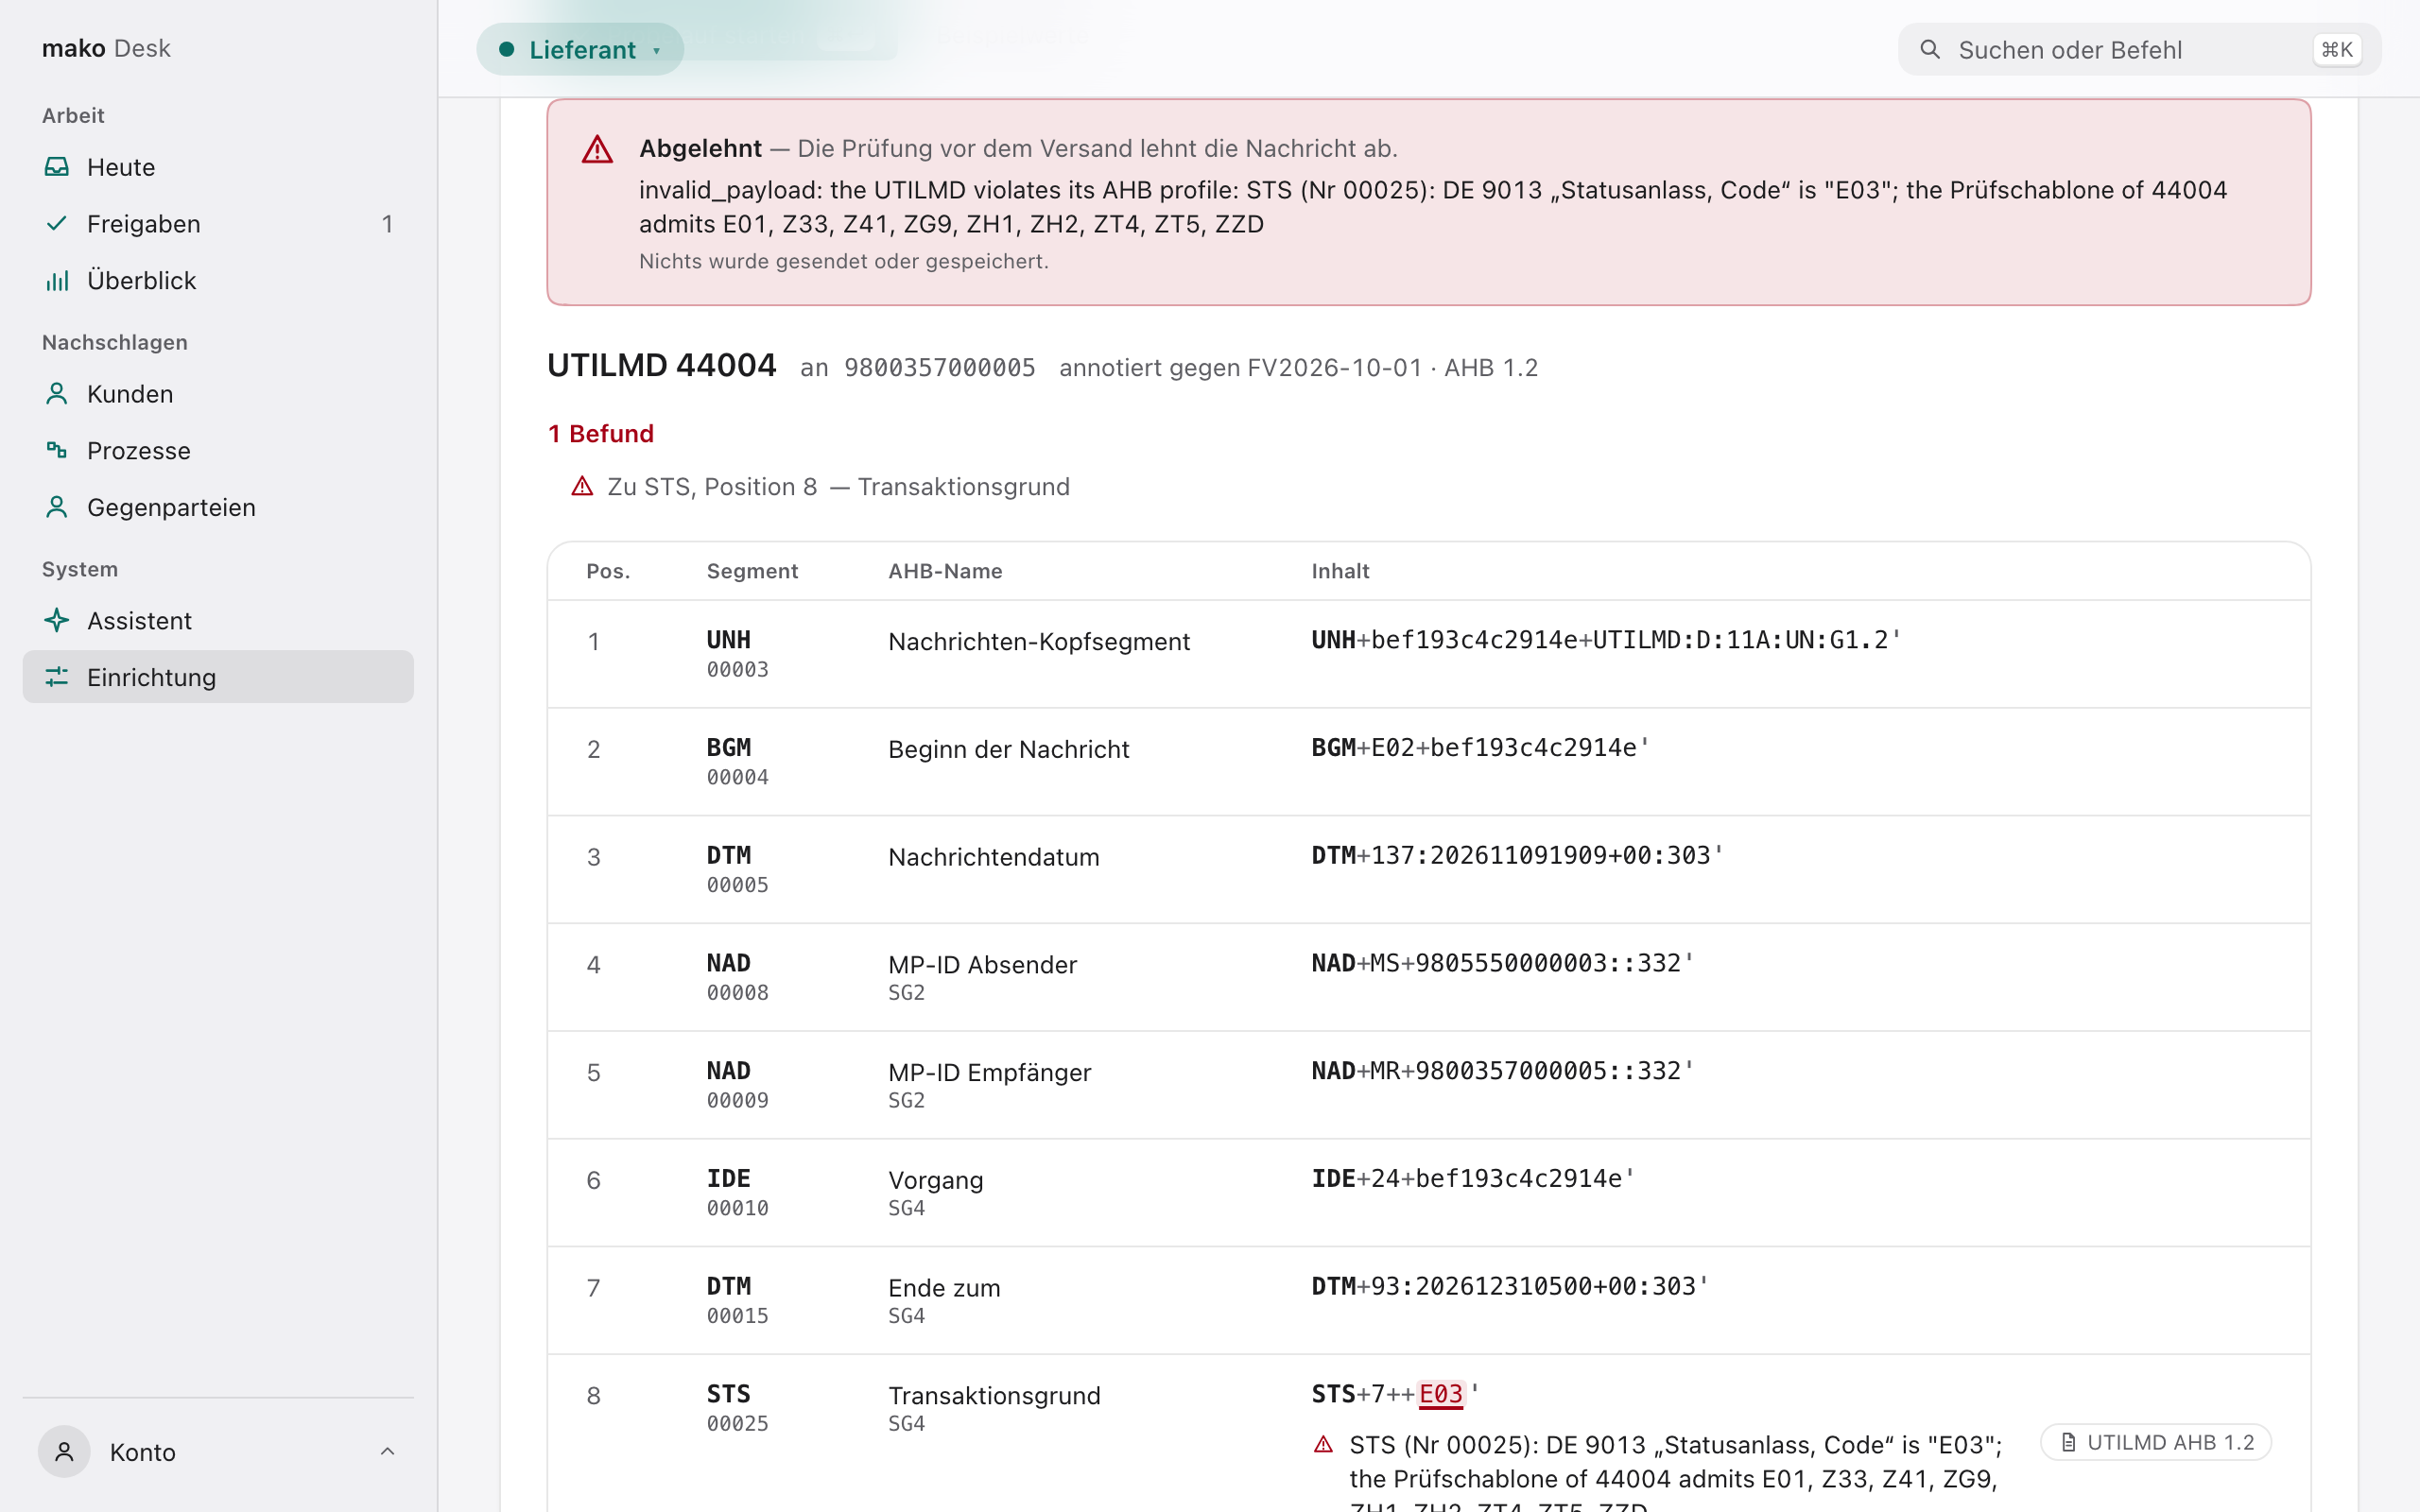 mako Desk
Arbeit
Heute
Freigaben 1
Überblick
Nachschlagen
Kunden
Prozesse
Gegenparteien
System
Assistent
Einrichtung
Konto
Lieferant
Suchen oder Befehl ⌘K
Abgelehnt — Die Prüfung vor dem Versand lehnt die Nachricht ab.
invalid_payload: the UTILMD violates its AHB profile: STS (Nr 00025): DE 9013 „Statusanlass, Code“ is "E03"; the Prüfschablone of 44004
admits E01, Z33, Z41, ZG9, ZH1, ZH2, ZT4, ZT5, ZZD
Nichts wurde gesendet oder gespeichert.
UTILMD 44004 an 9800357000005 annotiert gegen FV2026-10-01 · AHB 1.2
1 Befund
Zu STS, Position 8 — Transaktionsgrund
Pos. Segment AHB-Name Inhalt
1 UNH Nachrichten-Kopfsegment UNH+bef193c4c2914e+UTILMD:D:11A:UN:G1.2'
00003
2 BGM Beginn der Nachricht BGM+E02+bef193c4c2914e'
00004
3 DTM Nachrichtendatum DTM+137:202611091909+00:303'
00005
4 NAD MP-ID Absender NAD+MS+9805550000003::332'
00008 SG2
5 NAD MP-ID Empfänger NAD+MR+9800357000005::332'
00009 SG2
6 IDE Vorgang IDE+24+bef193c4c2914e'
00010 SG4
7 DTM Ende zum DTM+93:202612310500+00:303'
00015 SG4
8 STS Transaktionsgrund STS+7++E03'
00025 SG4
STS (Nr 00025): DE 9013 „Statusanlass, Code“ is "E03"; UTILMD AHB 1.2
the Prüfschablone of 44004 admits E01, Z33, Z41, ZG9,
ZH1, ZH2, ZT4, ZT5, ZZD